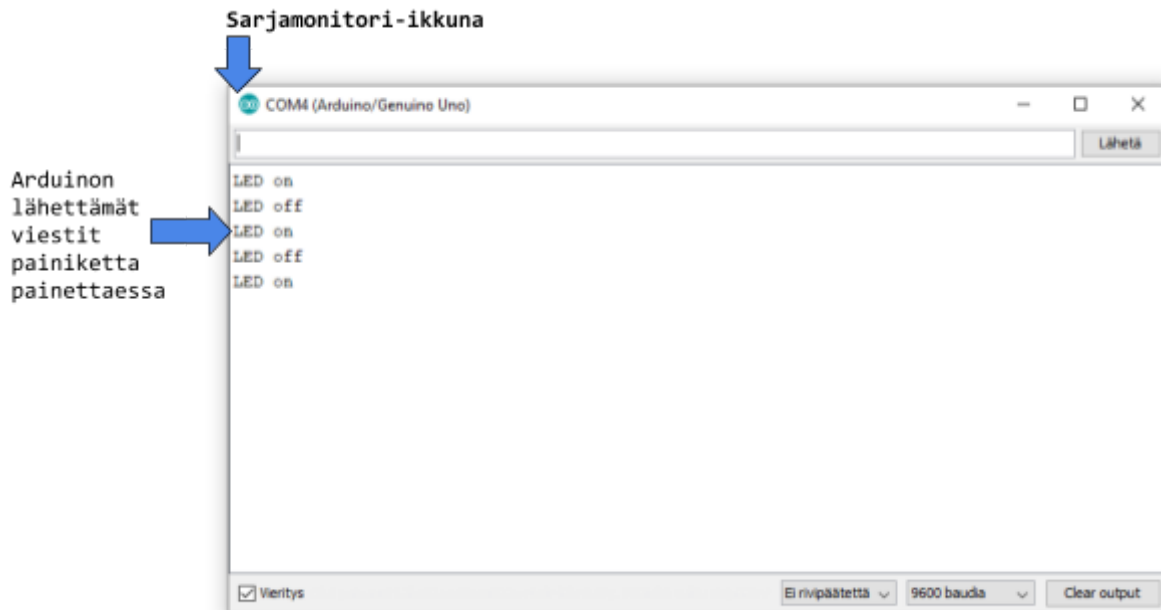 Sarjamonitori-ikkuna
COM4 (Arduino/Genuino Uno)
Lähetä
Arduinon
lähettämät
viestit
painiketta
painettaessa
LED on
LED off
LED on
LED off
LED on
Vieritys
Ei rivipäätettä
9600 baudia
Clear output